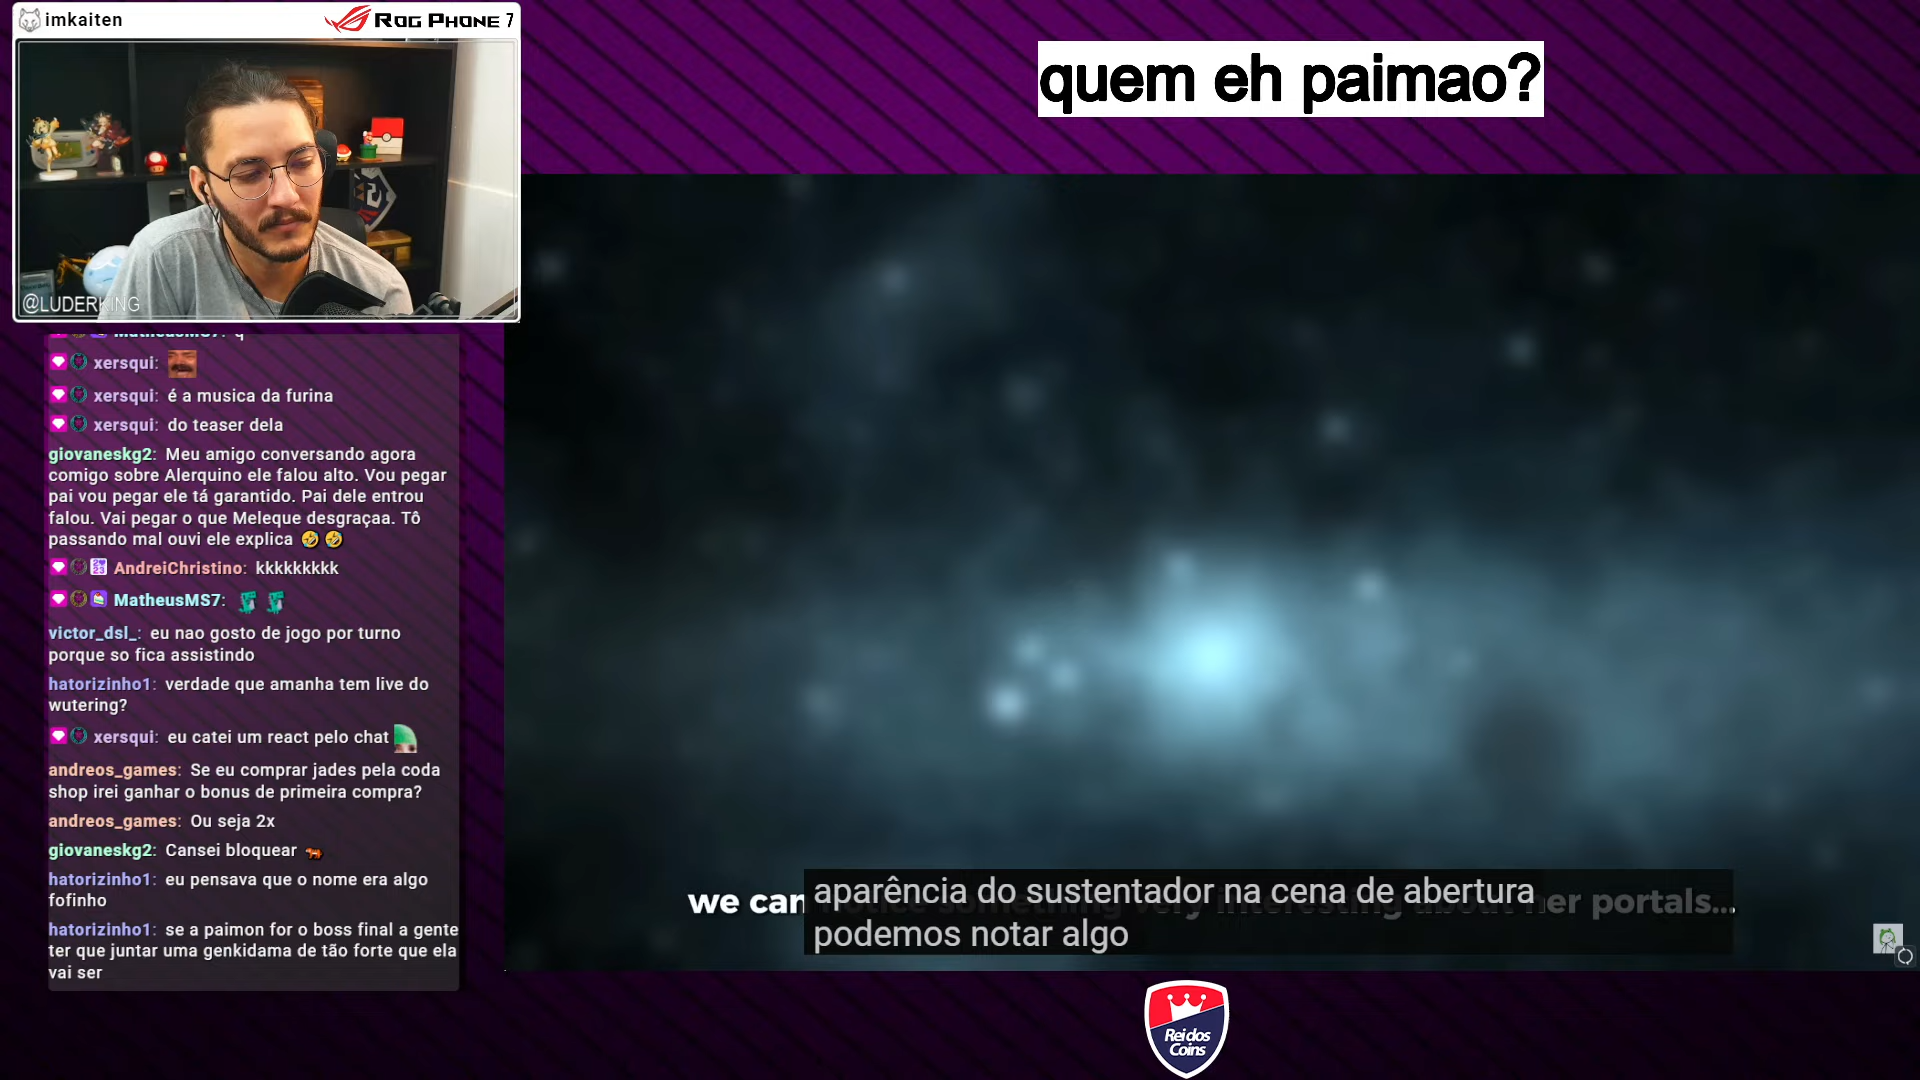 imkaiten
ROG PHONE 7
quem eh paimao?
@LUDERKING
MatheusMS7: q
xersqui:
xersqui: é a musica da furina
xersqui: do teaser dela
giovaneskg2: Meu amigo conversando agora
comigo sobre Alerquino ele falou alto. Vou pegar
pai vou pegar ele tá garantido. Pai dele entrou
falou. Vai pegar o que Meleque desgraçaa. Tô
passando mal ouvi ele explica 🤣 🤣
AndreiChristino: kkkkkkkkk
MatheusMS7:
victor_dsl_: eu nao gosto de jogo por turno
porque so fica assistindo
hatorizinho1: verdade que amanha tem live do
wutering?
xersqui: eu catei um react pelo chat
andreos_games: Se eu comprar jades pela coda
shop irei ganhar o bonus de primeira compra?
andreos_games: Ou seja 2x
giovaneskg2: Cansei bloquear 🐅
hatorizinho1: eu pensava que o nome era algo
fofinho
hatorizinho1: se a paimon for o boss final a gente
ter que juntar uma genkidama de tão forte que ela
vai ser
we can notice something very interesting about her portals...
aparência do sustentador na cena de abertura
podemos notar algo
Rei dos
Coins